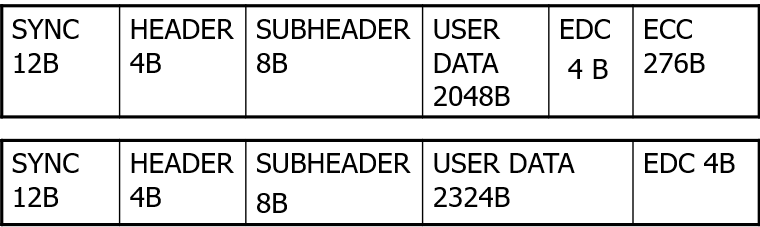 SYNC HEADER SUBHEADER USER EDC ECC
12B 4B 8B DATA 4 B 276B
2048B
SYNC HEADER SUBHEADER USER DATA EDC 4B
12B 4B 8B 2324B